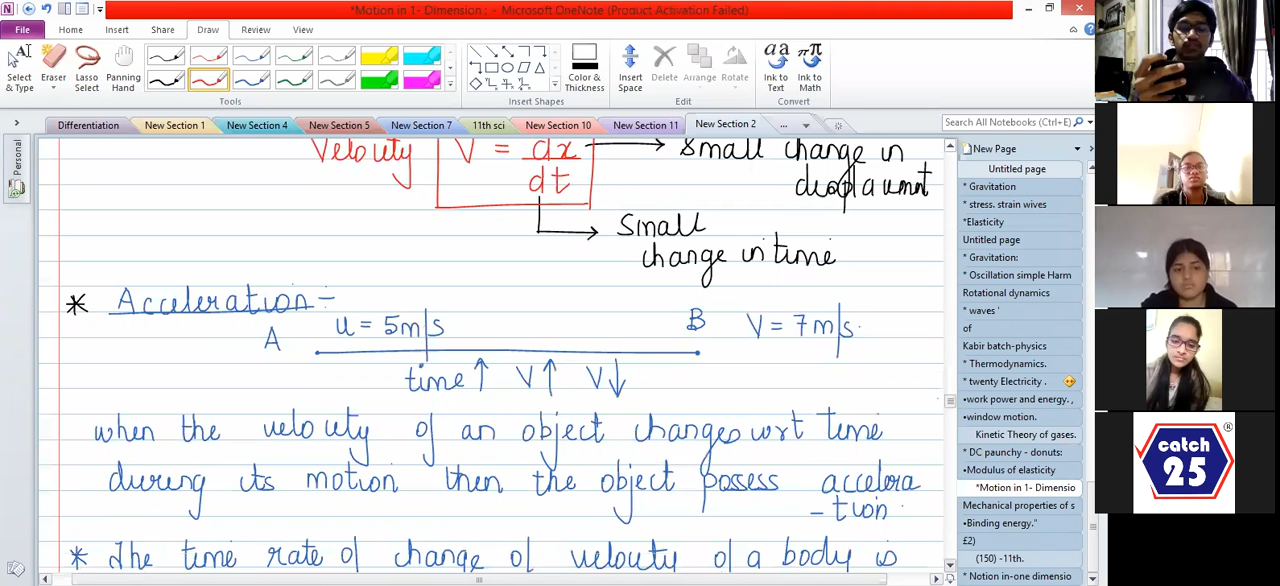 *Motion in 1- Dimension : - Microsoft OneNote (Product Activation Failed)
File Home Insert Share Draw Review View
Select & Type Eraser Lasso Select Panning Hand
Color & Thickness Insert Space Delete Arrange Rotate Ink to Text Ink to Math
Tools Insert Shapes Edit Convert
Differentiation New Section 1 New Section 4 New Section 5 New Section 7 11th sci New Section 10 New Section 11 New Section 2 ... Search All Notebooks (Ctrl+E)
Personal
Velouty V = dx → small change in
dt
small
change in time
* Acceleration :-
A u = 5m/s B V = 7m/s.
time ↑ V ↑ V ↓
when the velouty of an object changes wrt time
during its motion then the object possess accelera
-tion.
* The time rate of change of velouty of a body is
New Page
Untitled page
* Gravitation
* stress. strain wives
*Elasticity
Untitled page
* Gravitation:
* Oscillation simple Harm
Rotational dynamics
* waves '
of
Kabir batch-physics
* Thermodynamics.
* twenty Electricity .
•work power and energy. ,
•window motion.
Kinetic Theory of gases.
* DC paunchy - donuts:
•Modulus of elasticity
*Motion in 1- Dimensio
Mechanical properties of s
•Binding energy."
£2)
(150) -11th.
* Notion in-one dimensio
catch
25
®